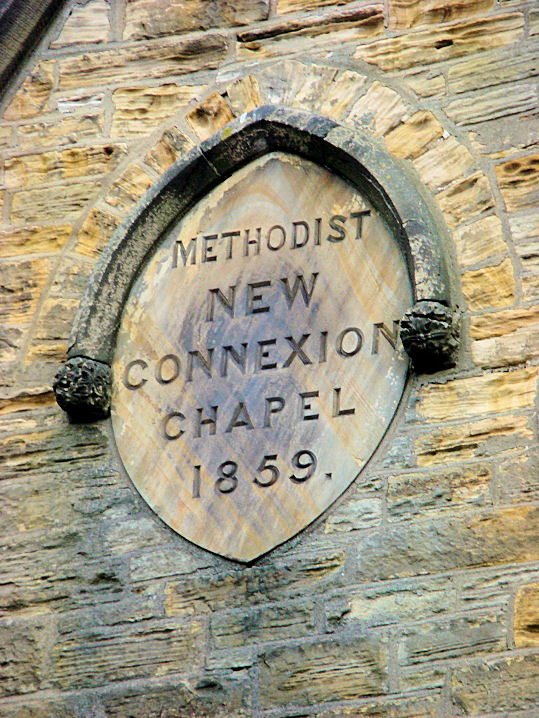 METHODIST
NEW
CONNEXION
CHAPEL
1859.